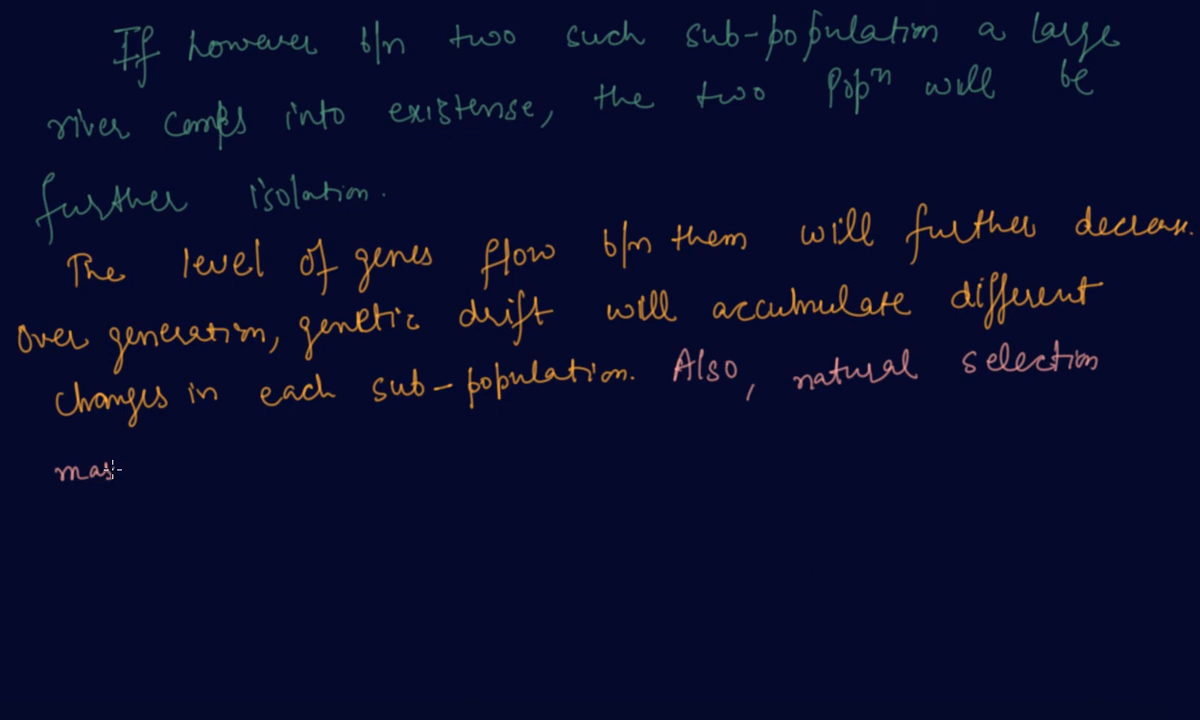 If however b/n two such sub-population a large
river comes into existense, the two Popⁿ will be
further isolation.
The level of genes flow b/n them will further decreas.
Over generation, genetic drift will accumulate different
changes in each sub-population. Also, natural selection
may